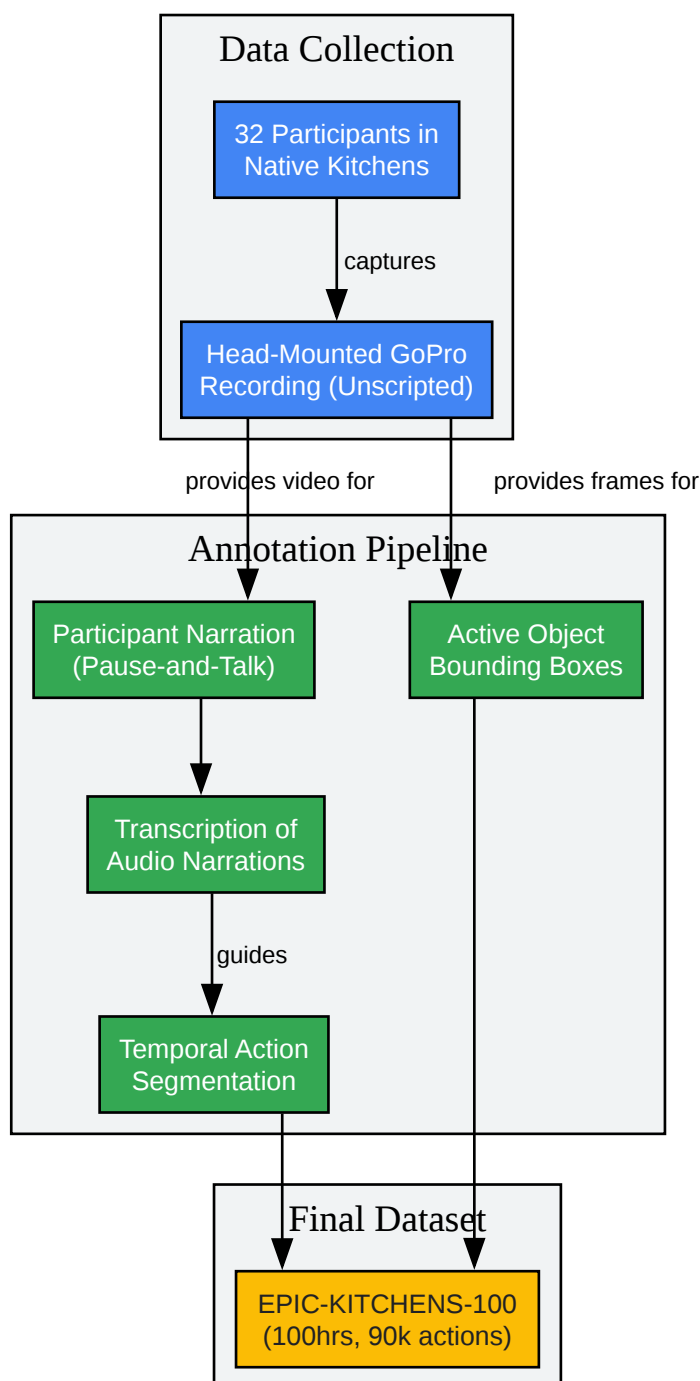 Data Collection
32 Participants in
Native Kitchens
captures
Head-Mounted GoPro
Recording (Unscripted)
provides video for
provides frames for
Annotation Pipeline
Participant Narration
(Pause-and-Talk)
Active Object
Bounding Boxes
Transcription of
Audio Narrations
guides
Temporal Action
Segmentation
Final Dataset
EPIC-KITCHENS-100
(100hrs, 90k actions)